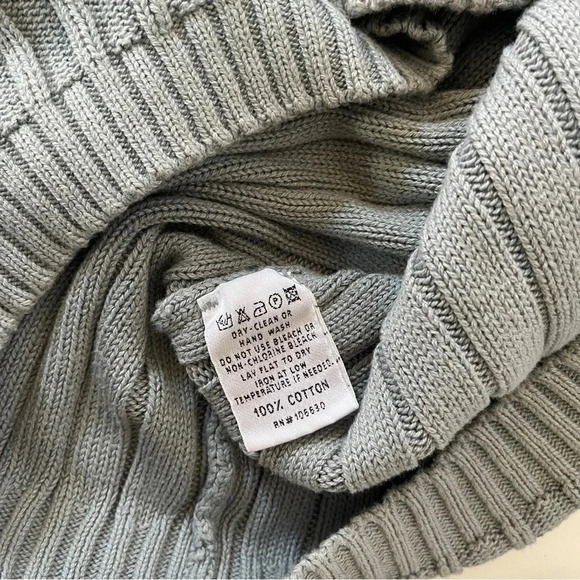 DRY-CLEAN OR
HAND WASH
DO NOT USE BLEACH OR
NON-CHLORINE BLEACH
LAY FLAT TO DRY
IRON AT LOW
TEMPERATURE IF NEEDED.
100% COTTON
RN#106630